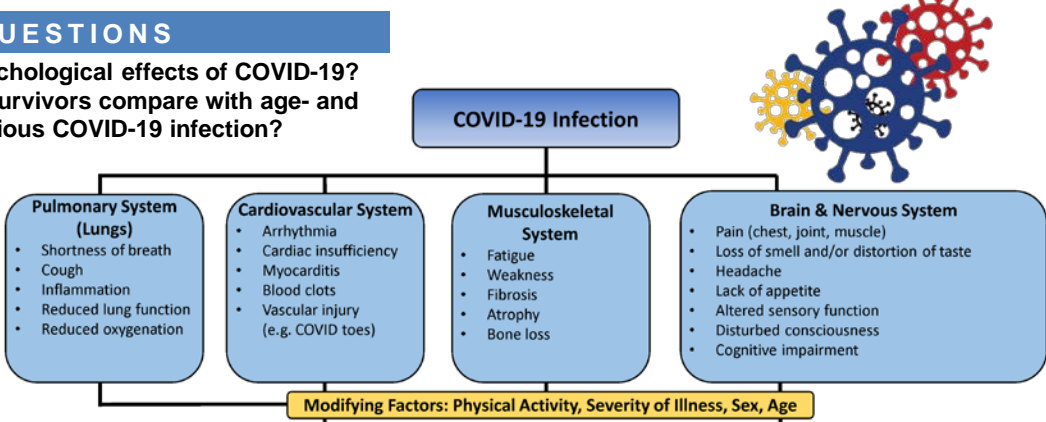 UESTIONS
chological effects of COVID-19?
urvivors compare with age- and
ious COVID-19 infection?
COVID-19 Infection
Pulmonary System
(Lungs)
• Shortness of breath
• Cough
• Inflammation
• Reduced lung function
• Reduced oxygenation
Cardiovascular System
• Arrhythmia
• Cardiac insufficiency
• Myocarditis
• Blood clots
• Vascular injury
(e.g. COVID toes)
Musculoskeletal
System
• Fatigue
• Weakness
• Fibrosis
• Atrophy
• Bone loss
Brain & Nervous System
• Pain (chest, joint, muscle)
• Loss of smell and/or distortion of taste
• Headache
• Lack of appetite
• Altered sensory function
• Disturbed consciousness
• Cognitive impairment
Modifying Factors: Physical Activity, Severity of Illness, Sex, Age